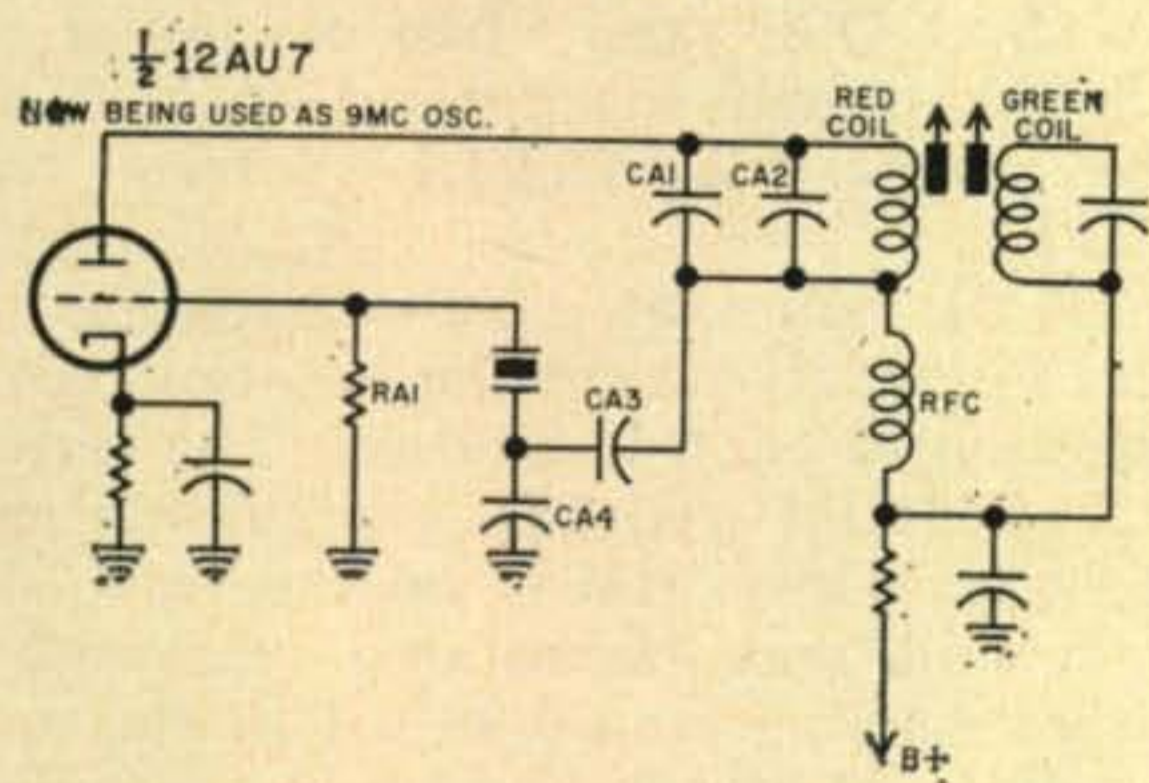 ½ 12AU7
NOW BEING USED AS 9MC OSC.
RED
COIL
GREEN
COIL
CA1
CA2
RA1
CA3
RFC
CA4
B+